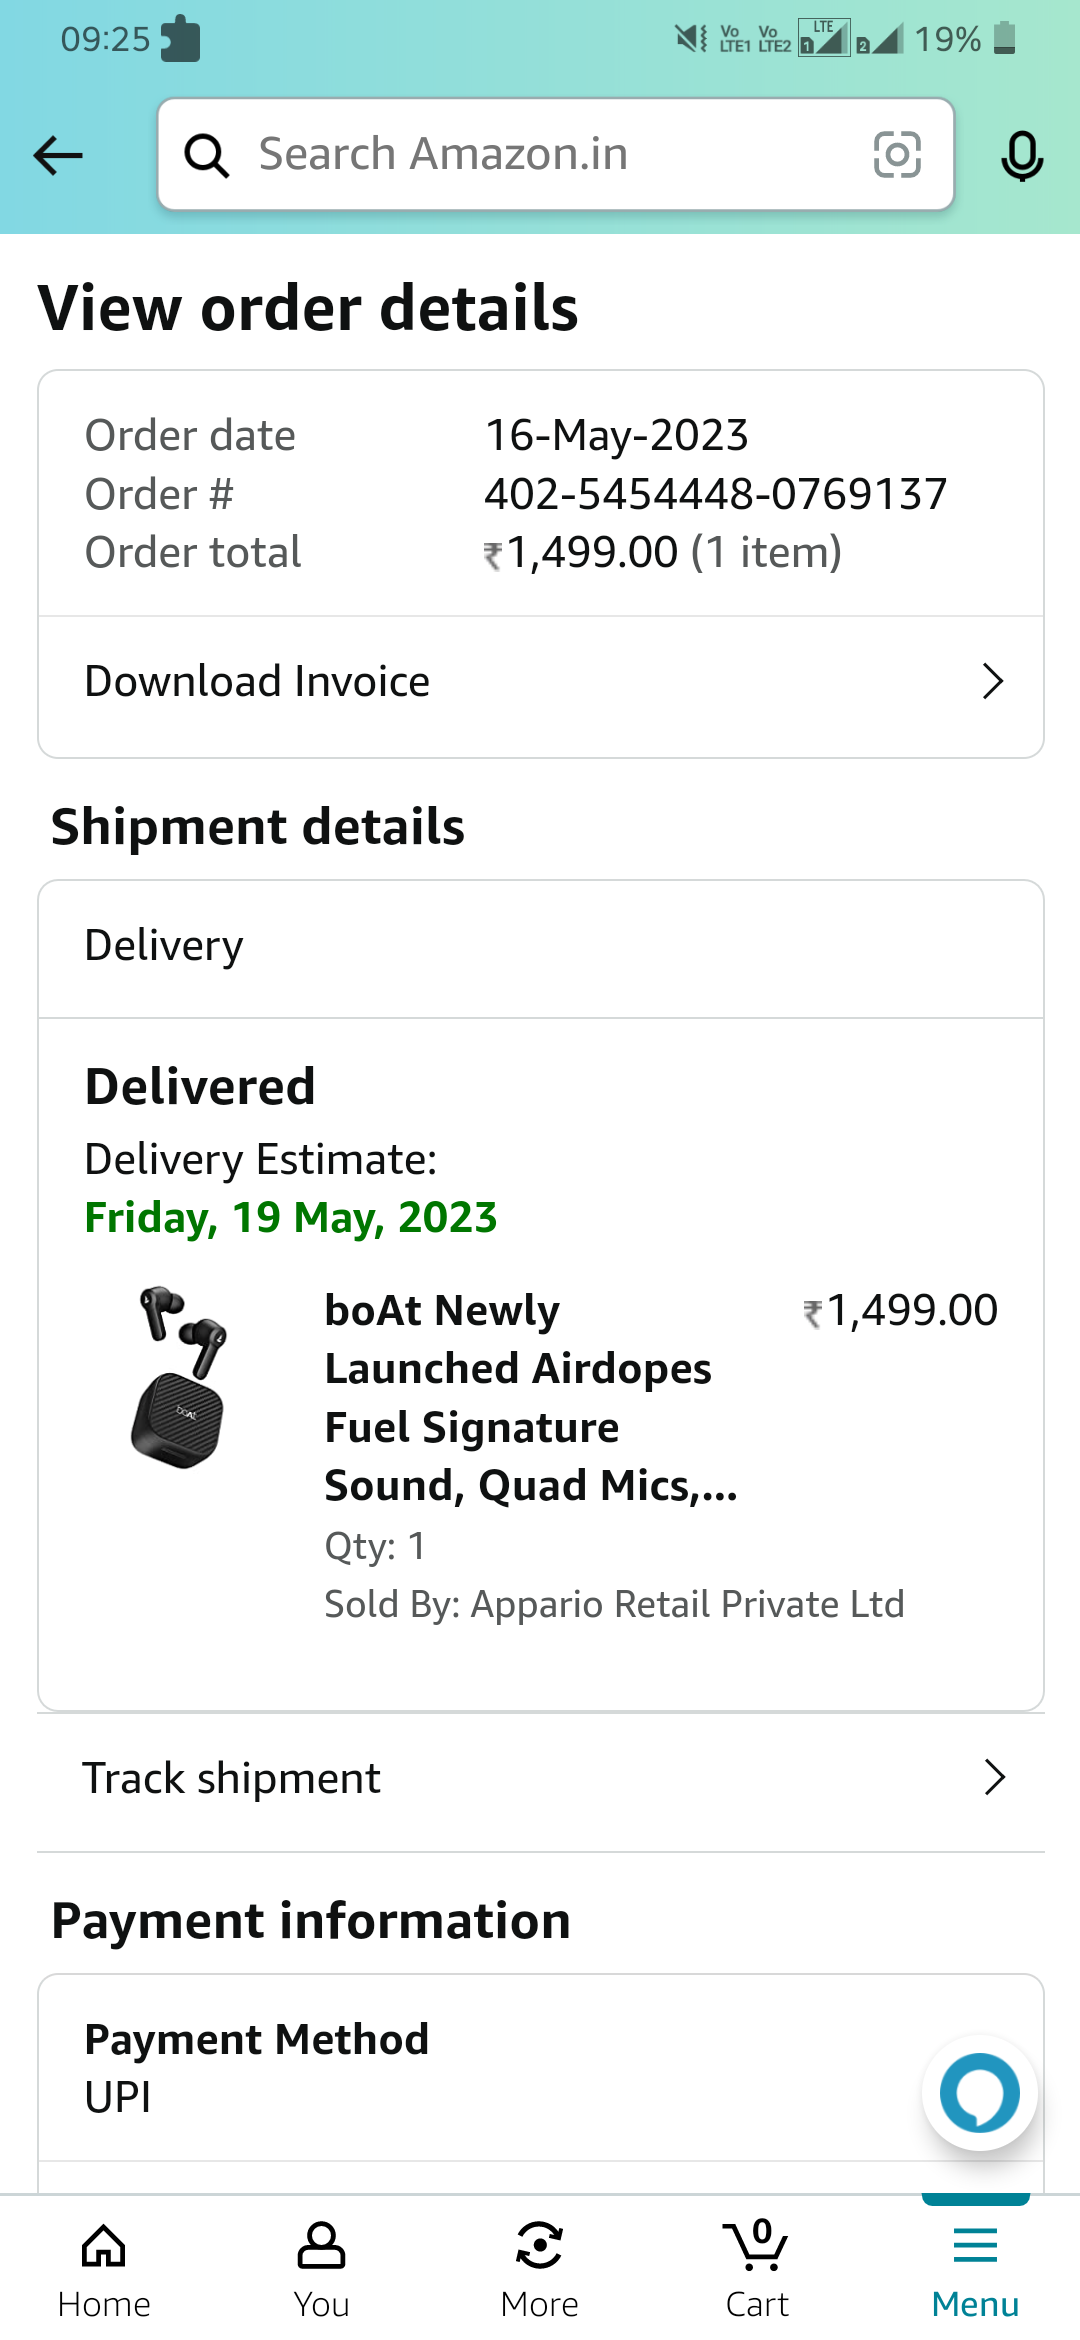 09:25
Vo LTE1 Vo LTE2 LTE 1 2 19%
Search Amazon.in
View order details
Order date 16-May-2023
Order # 402-5454448-0769137
Order total ₹1,499.00 (1 item)
Download Invoice
Shipment details
Delivery
Delivered
Delivery Estimate:
Friday, 19 May, 2023
boAt
boAt Newly ₹1,499.00
Launched Airdopes
Fuel Signature
Sound, Quad Mics,...
Qty: 1
Sold By: Appario Retail Private Ltd
Track shipment
Payment information
Payment Method
UPI
0
Home You More Cart Menu